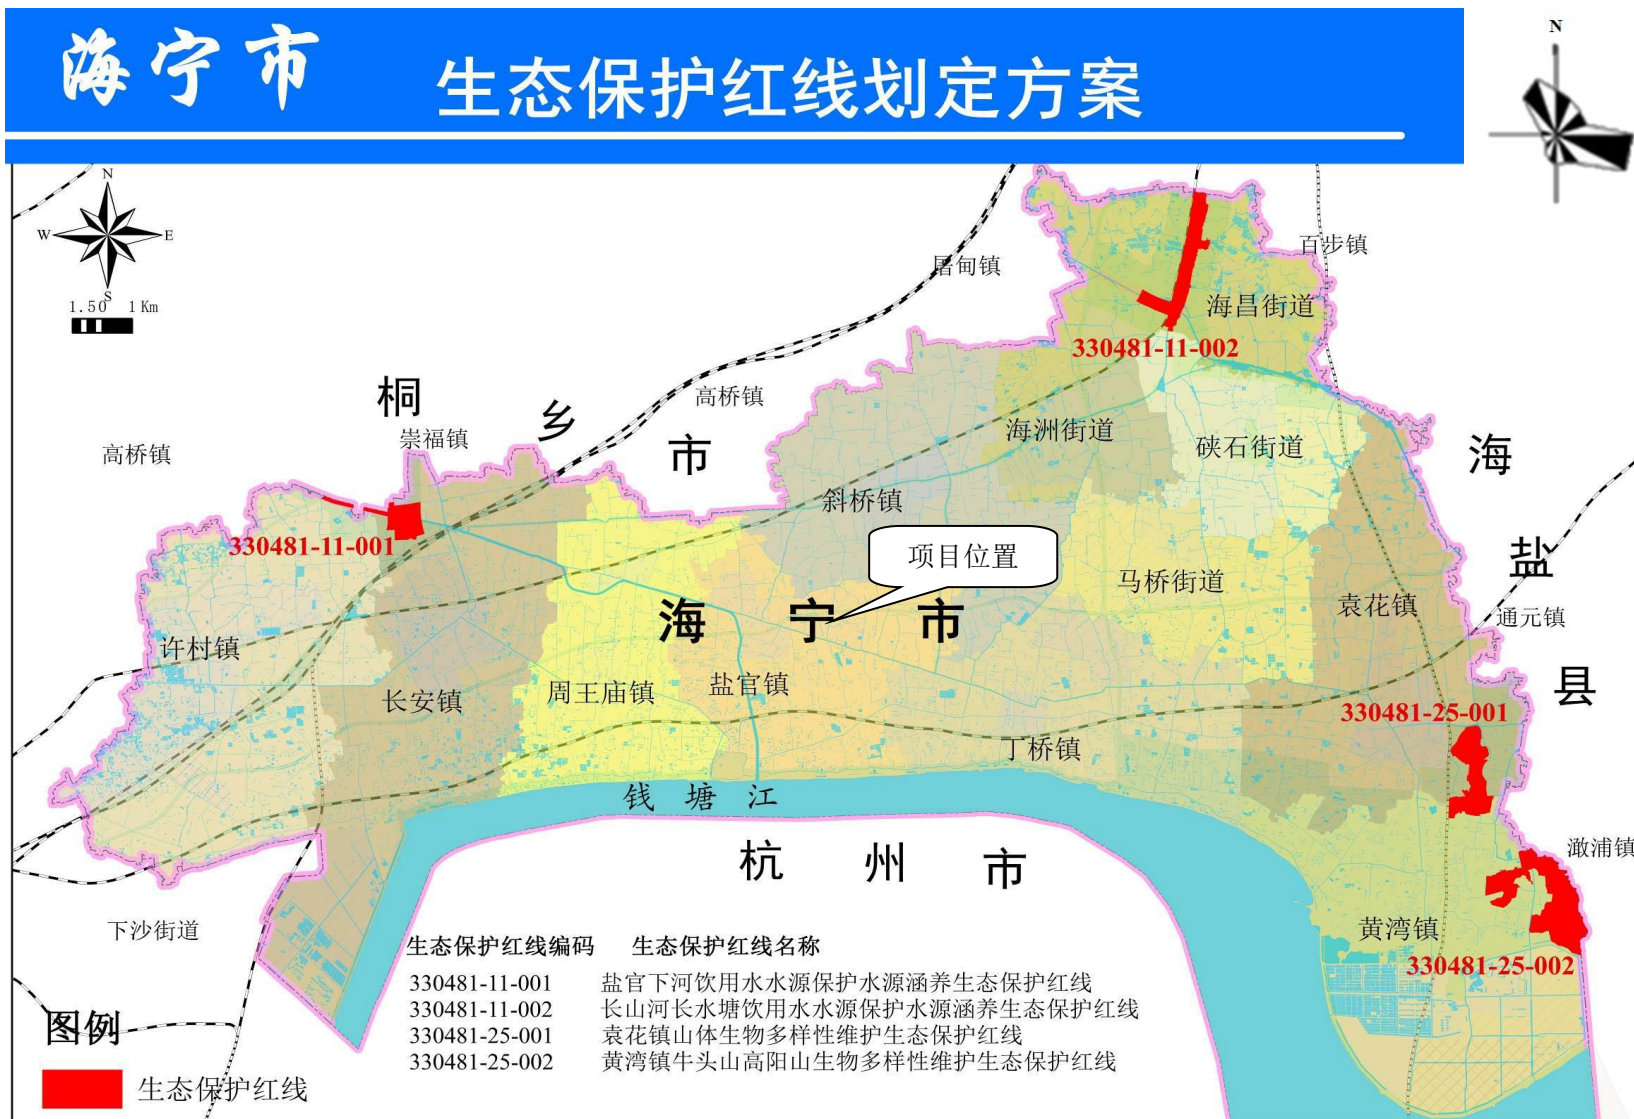 海宁市 生态保护红线划定方案
N
N
W E
S
1.50 1 Km
百步镇
屠甸镇
海昌街道
330481-11-002
桐乡市
高桥镇
崇福镇
高桥镇
海洲街道
硖石街道
海盐县
斜桥镇
330481-11-001
项目位置
马桥街道
袁花镇
通元镇
海宁市
许村镇
长安镇
周王庙镇
盐官镇
330481-25-001
丁桥镇
钱塘江
杭州市
澉浦镇
下沙街道
黄湾镇
330481-25-002
生态保护红线编码 生态保护红线名称
330481-11-001 盐官下河饮用水水源保护水源涵养生态保护红线
330481-11-002 长山河长水塘饮用水水源保护水源涵养生态保护红线
330481-25-001 袁花镇山体生物多样性维护生态保护红线
330481-25-002 黄湾镇牛头山高阳山生物多样性维护生态保护红线
图例
生态保护红线